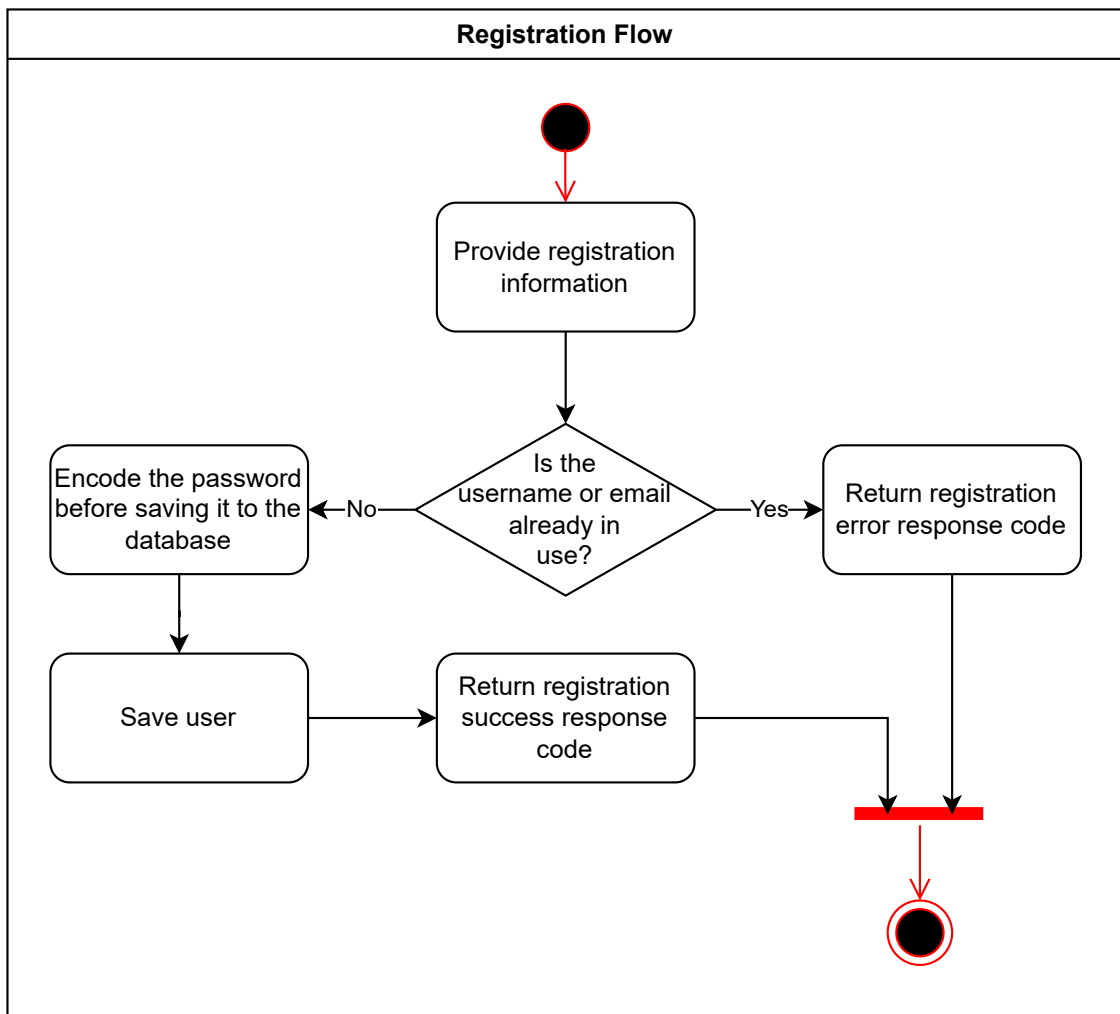 Registration Flow
Provide registration
information
Is the
username or email
already in
use?
No
Yes
Encode the password
before saving it to the
database
Return registration
error response code
Save user
Return registration
success response
code